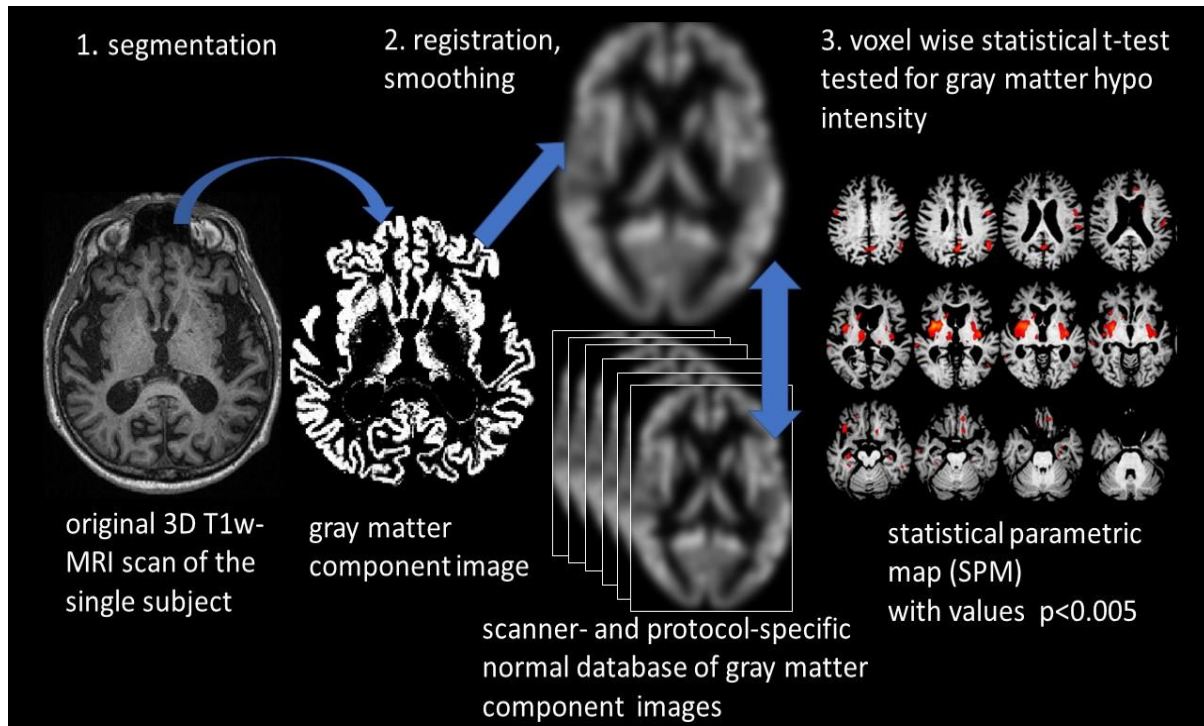 1. segmentation
2. registration,
smoothing
3. voxel wise statistical t-test
tested for gray matter hypo
intensity
original 3D T1w-
MRI scan of the
single subject
gray matter
component image
scanner- and protocol-specific
normal database of gray matter
component images
statistical parametric
map (SPM)
with values p<0.005